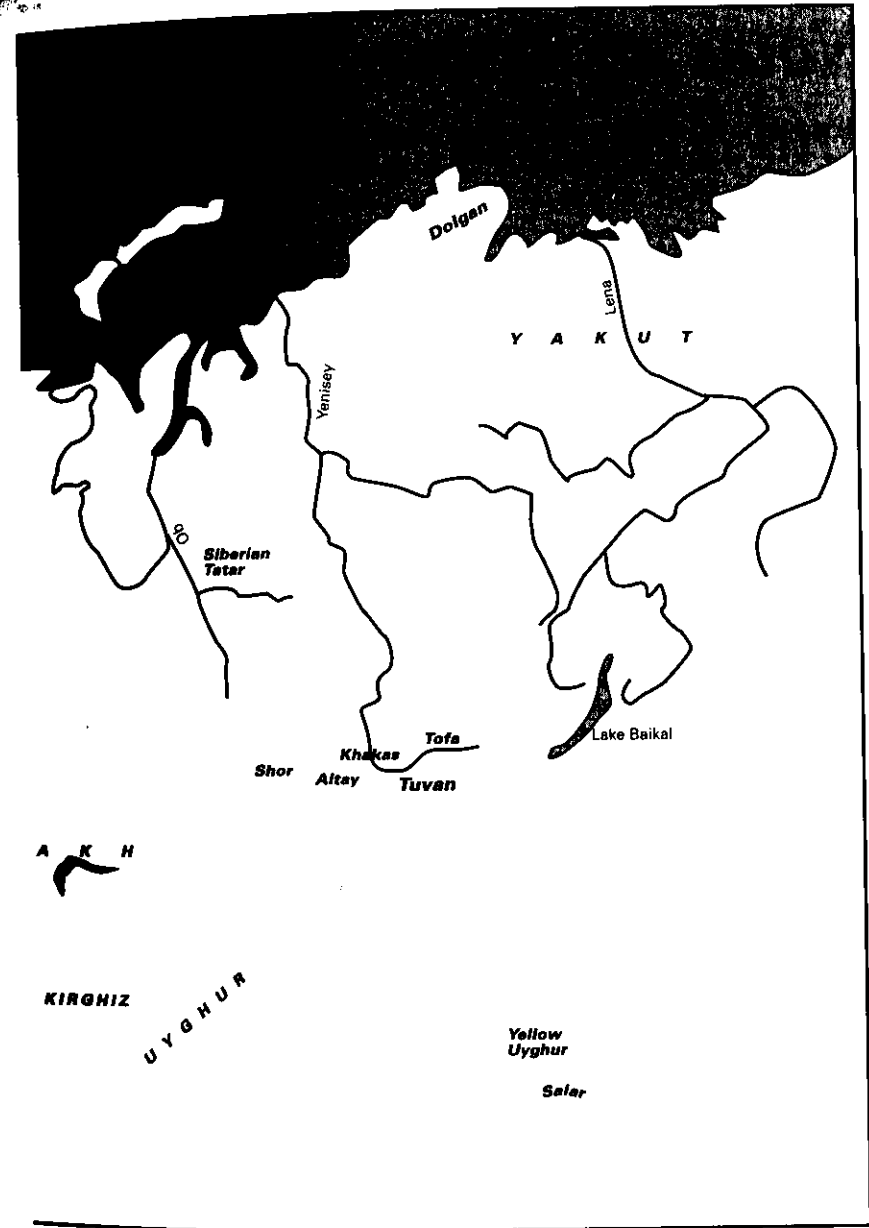 Dolgan
Lena
Y A K U T
Yenisey
Ob
Siberian
Tatar
Lake Baikal
Tofa
Khakas
Shor
Altay
Tuvan
A K H
KIRGHIZ
U Y G H U R
Yellow
Uyghur
Salar